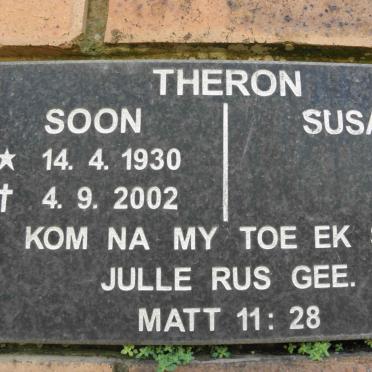 THERON
SOON
★ 14. 4. 1930
✝ 4. 9. 2002
KOM NA MY TOE EK
JULLE RUS GEE.
MATT 11: 28